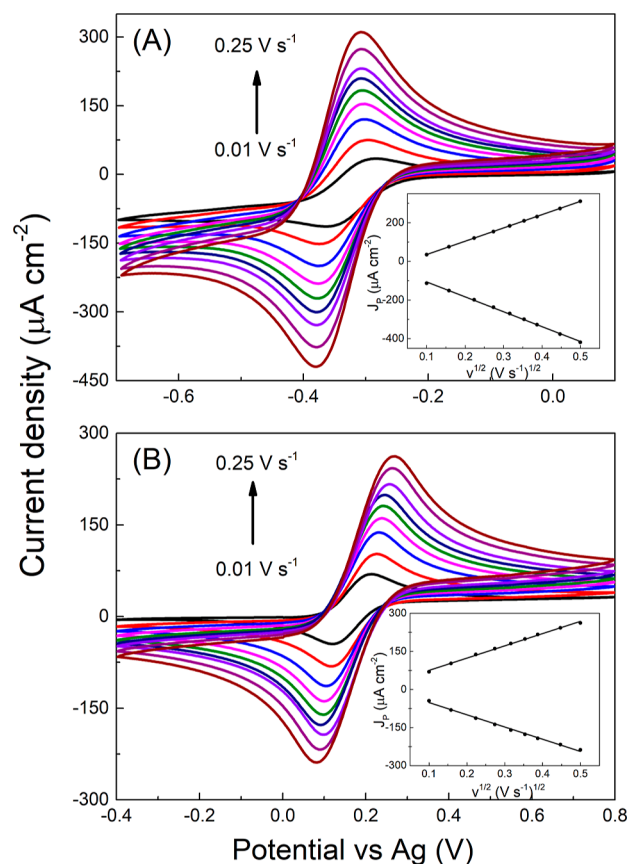 (A)
0.25 V s⁻¹
0.01 V s⁻¹
300
150
0
-150
-300
-450
-0.6 -0.4 -0.2 0.0
200
0
-200
-400
J_P (µA cm⁻²)
0.1 0.2 0.3 0.4 0.5
v^1/2 (V s⁻¹)^1/2
Current density (µA cm⁻²)
(B)
0.25 V s⁻¹
0.01 V s⁻¹
300
150
0
-150
-300
-0.4 -0.2 0.0 0.2 0.4 0.6 0.8
300
150
0
-150
-300
J_P (µA cm⁻²)
0.1 0.2 0.3 0.4 0.5
v^1/2 (V s⁻¹)^1/2
Potential vs Ag (V)